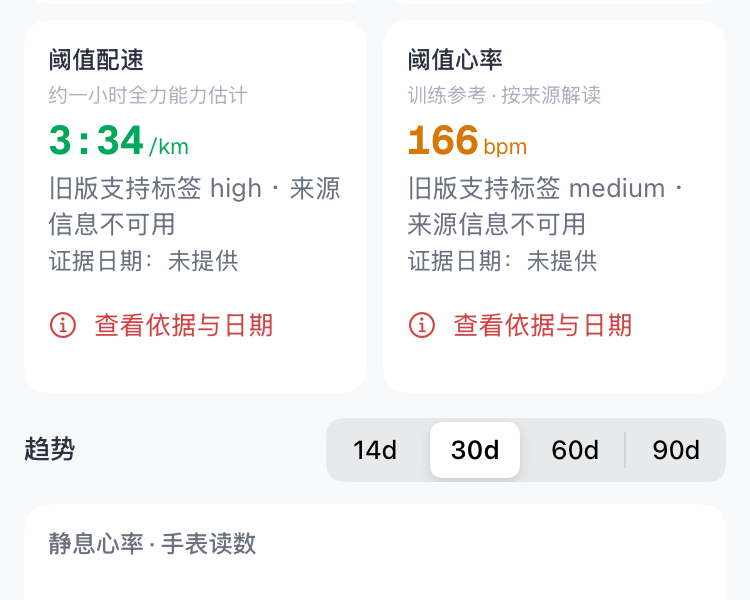 阈值配速
约一小时全力能力估计
3:34 /km
旧版支持标签 high · 来源
信息不可用
证据日期：未提供
查看依据与日期
阈值心率
训练参考 · 按来源解读
166 bpm
旧版支持标签 medium ·
来源信息不可用
证据日期：未提供
查看依据与日期
趋势
14d 30d 60d 90d
静息心率 · 手表读数